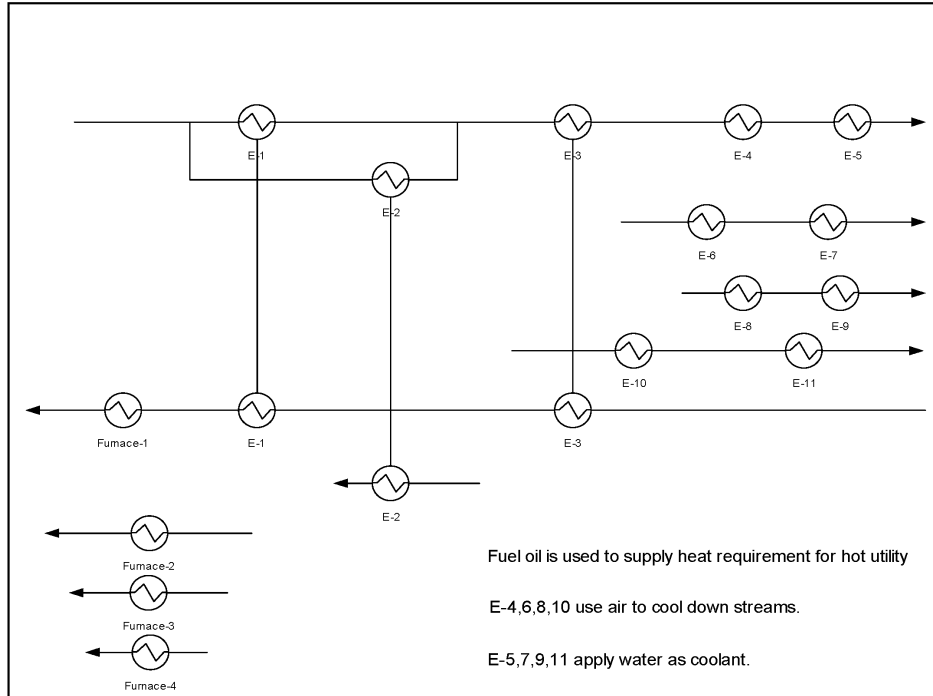 E-1
E-3
E-4
E-5
E-2
E-6
E-7
E-8
E-9
E-10
E-11
Furnace-1
E-1
E-3
E-2
Furnace-2
Fuel oil is used to supply heat requirement for hot utility
E-4,6,8,10 use air to cool down streams.
Furnace-3
E-5,7,9,11 apply water as coolant.
Furnace-4